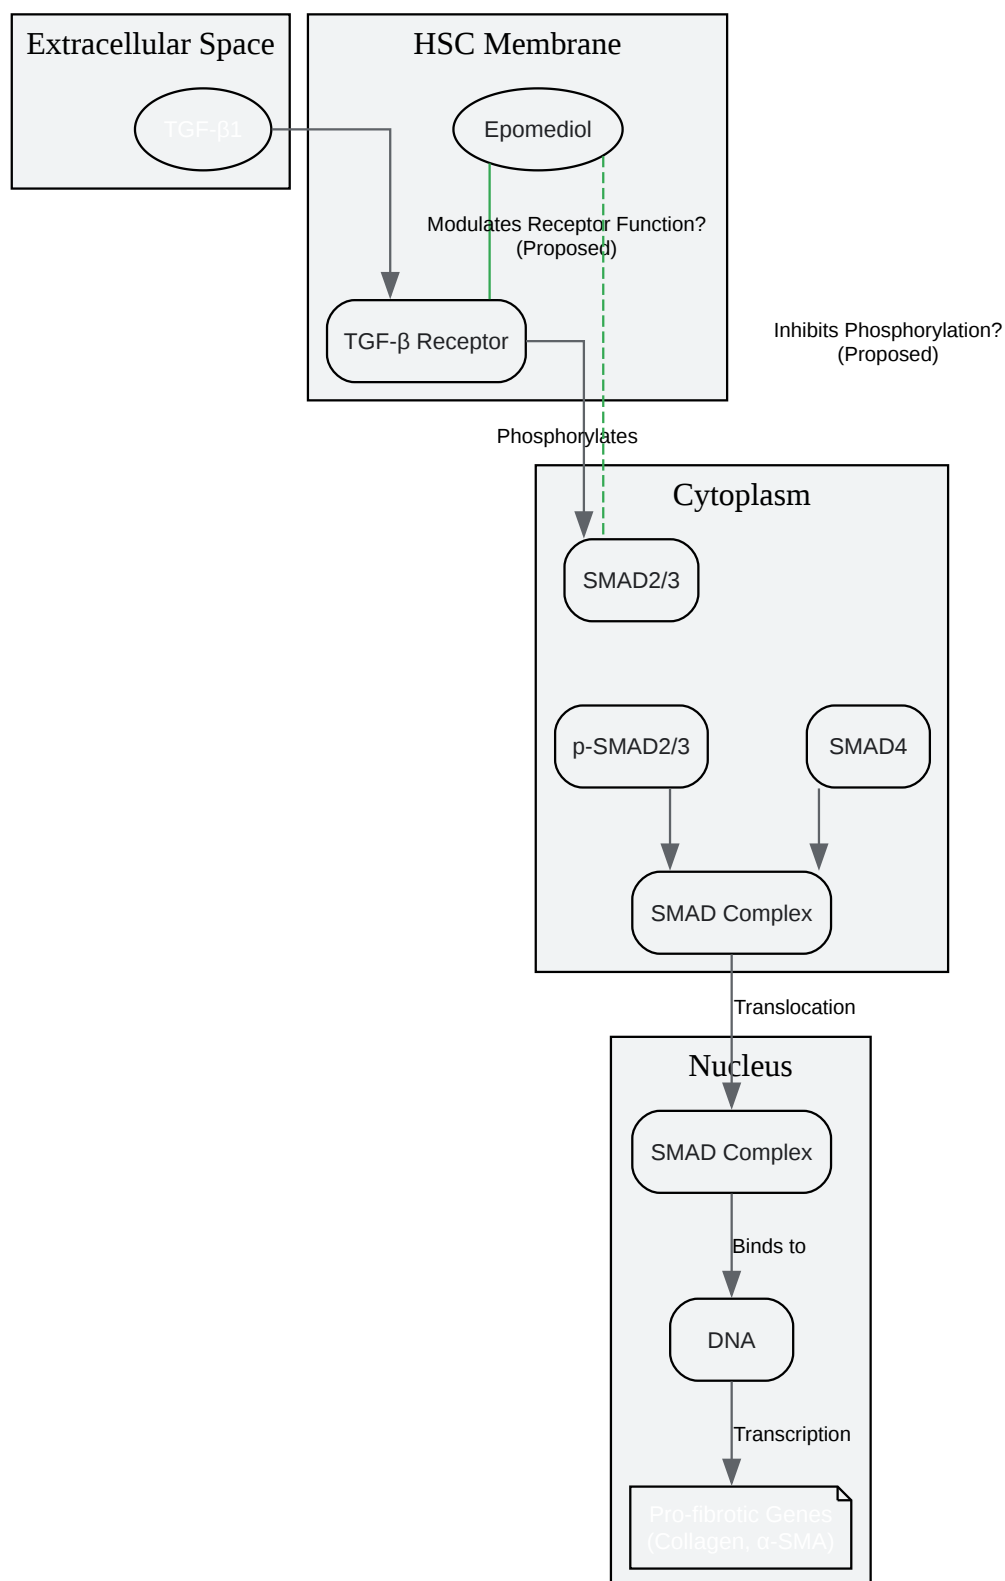 Extracellular Space
HSC Membrane
TGF-β1
Epomediol
Modulates Receptor Function?
(Proposed)
TGF-β Receptor
Inhibits Phosphorylation?
(Proposed)
Phosphorylates
Cytoplasm
SMAD2/3
p-SMAD2/3
SMAD4
SMAD Complex
Translocation
Nucleus
SMAD Complex
Binds to
DNA
Transcription
Pro-fibrotic Genes
(Collagen, α-SMA)